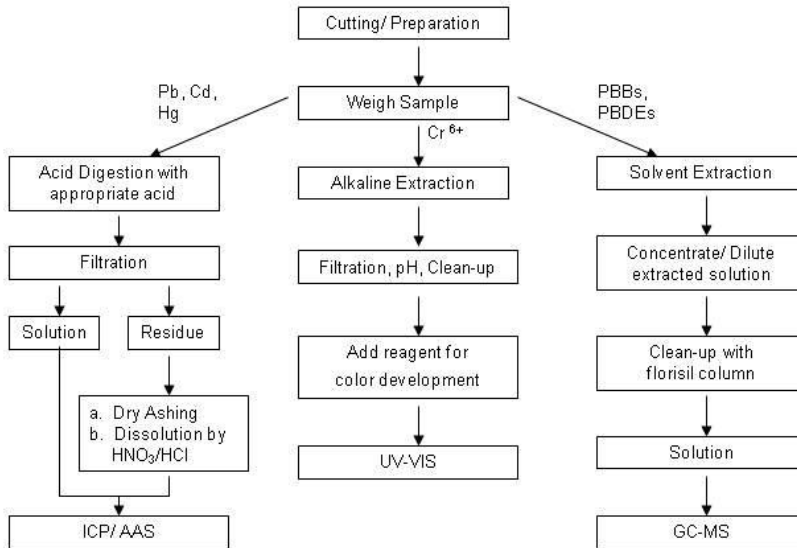 Cutting/ Preparation
Weigh Sample
Pb, Cd,
Hg
Acid Digestion with
appropriate acid
Filtration
Solution
Residue
a. Dry Ashing
b. Dissolution by
HNO₃/HCl
ICP/ AAS
Cr ⁶⁺
Alkaline Extraction
Filtration, pH, Clean-up
Add reagent for
color development
UV-VIS
PBBs,
PBDEs
Solvent Extraction
Concentrate/ Dilute
extracted solution
Clean-up with
florisil column
Solution
GC-MS